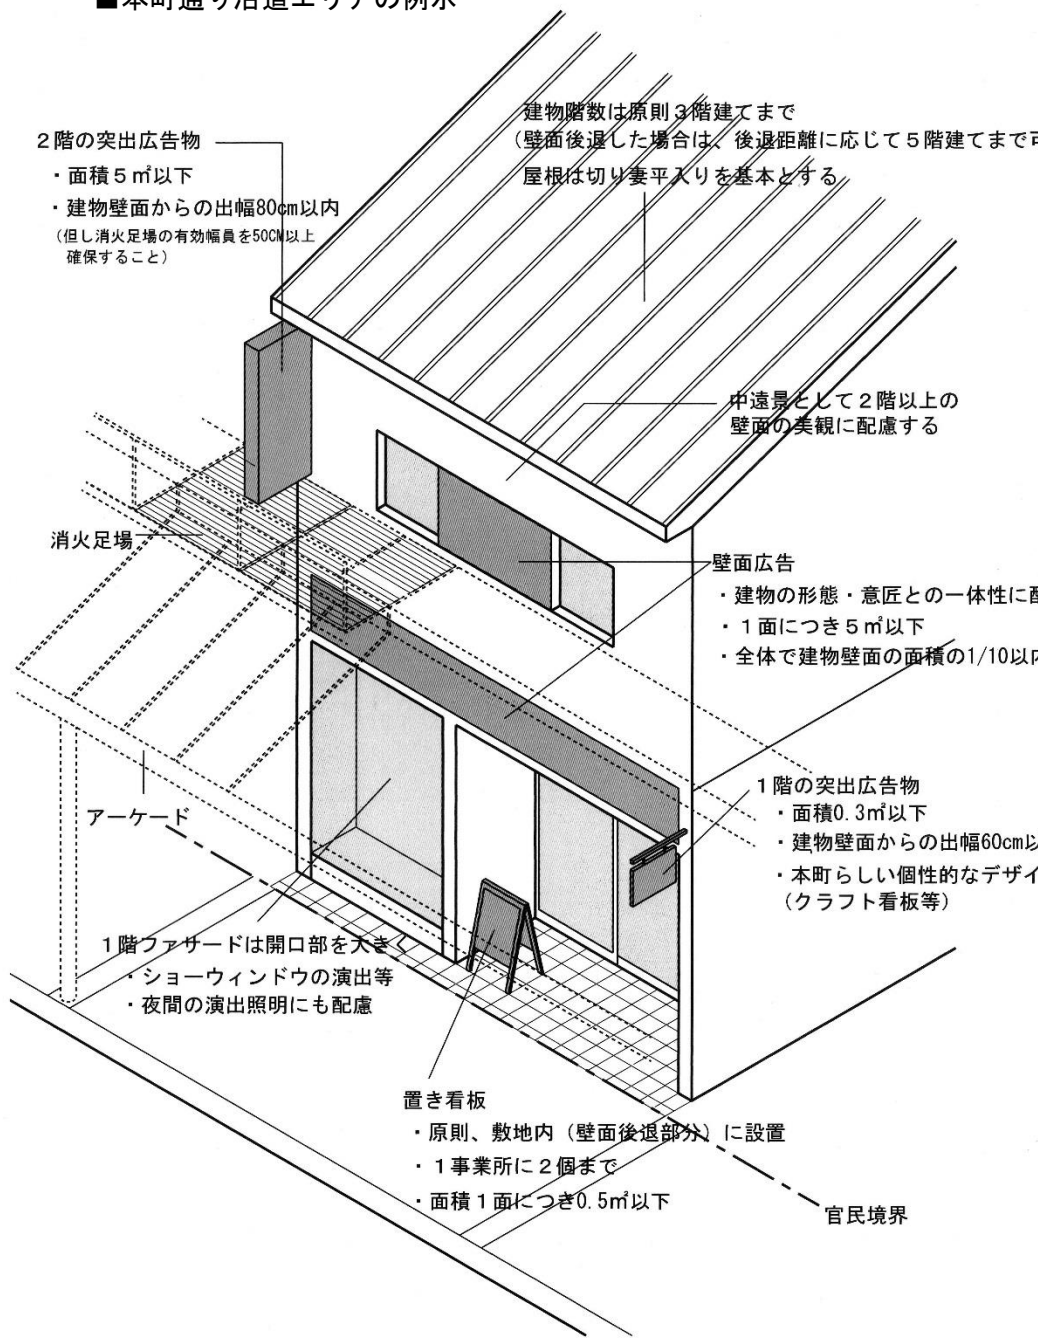 ■本町通り沿道エリアの例示
建物階数は原則３階建てまで
（壁面後退した場合は、後退距離に応じて５階建てまで可
屋根は切り妻平入りを基本とする
２階の突出広告物
・面積５㎡以下
・建物壁面からの出幅80cm以内
（但し消火足場の有効幅員を50CM以上
確保すること）
中遠景として２階以上の
壁面の美観に配慮する
消火足場
壁面広告
・建物の形態・意匠との一体性に配
・１面につき５㎡以下
・全体で建物壁面の面積の1/10以内
１階の突出広告物
・面積0.3㎡以下
・建物壁面からの出幅60cm以
・本町らしい個性的なデザイ
（クラフト看板等）
アーケード
１階ファサードは開口部を大きく
・ショーウィンドウの演出等
・夜間の演出照明にも配慮
置き看板
・原則、敷地内（壁面後退部分）に設置
・１事業所に２個まで
・面積１面につき0.5㎡以下
官民境界